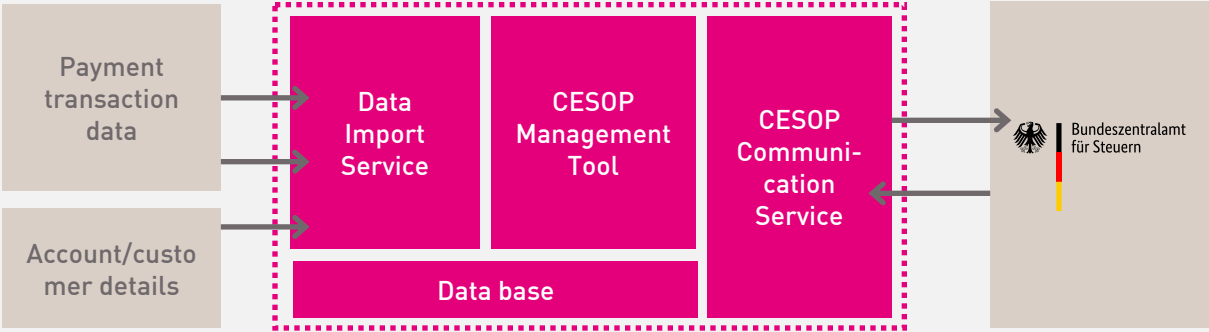 Payment
transaction
data
Account/custo
mer details
Data
Import
Service
CESOP
Management
Tool
Data base
CESOP
Communi-
cation
Service
Bundeszentralamt
für Steuern